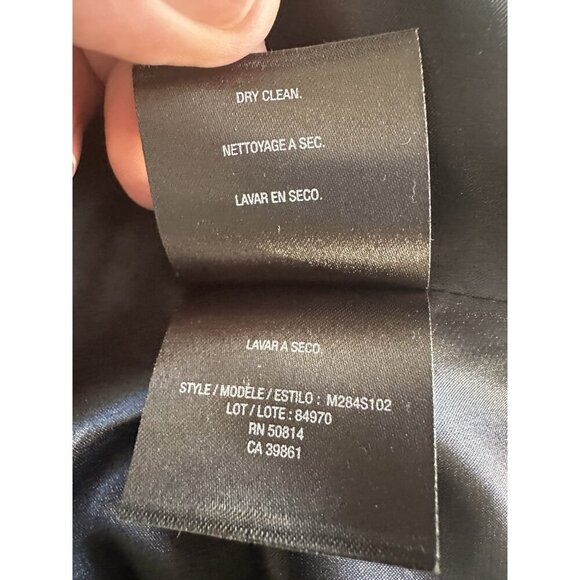 DRY CLEAN.
NETTOYAGE A SEC.
LAVAR EN SECO.
LAVAR A SECO.
STYLE / MODÈLE / ESTILO : M284S102
LOT / LOTE : 84970
RN 50814
CA 39861